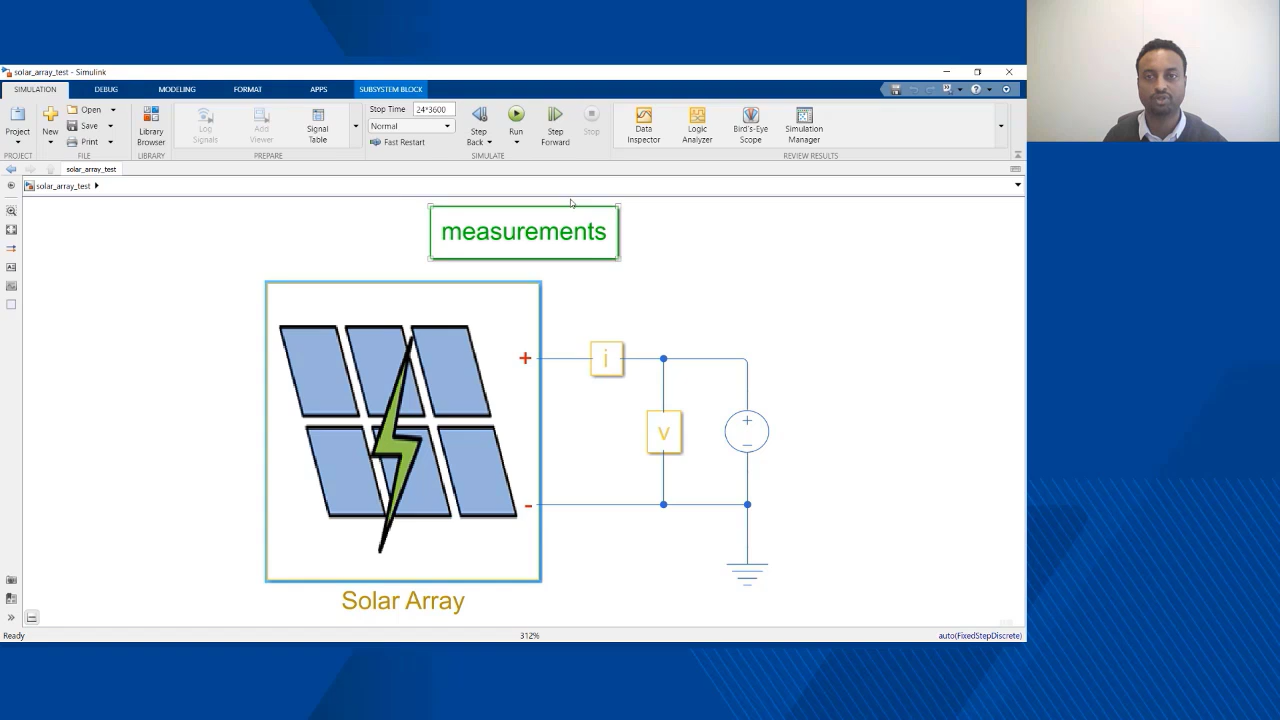 solar_array_test - Simulink
SIMULATION DEBUG MODELING FORMAT APPS SUBSYSTEM BLOCK
Project
New
Open
Save
Print
Library Browser
Log Signals
Add Viewer
Signal Table
Stop Time 24*3600
Normal
Fast Restart
Step Back
Run
Step Forward
Stop
Data Inspector
Logic Analyzer
Bird's-Eye Scope
Simulation Manager
PROJECT FILE LIBRARY PREPARE SIMULATE REVIEW RESULTS
solar_array_test
solar_array_test
measurements
+
i
v
+
−
-
Solar Array
Ready 312% auto(FixedStepDiscrete)